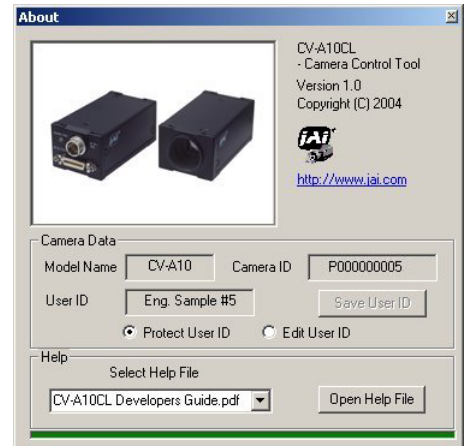 About
CV-A10CL
- Camera Control Tool
Version 1.0
Copyright (C) 2004
JAI
http://www.jai.com
Camera Data
Model Name CV-A10 Camera ID P000000005
User ID Eng. Sample #5 Save User ID
Protect User ID Edit User ID
Help
Select Help File
CV-A10CL Developers Guide.pdf Open Help File